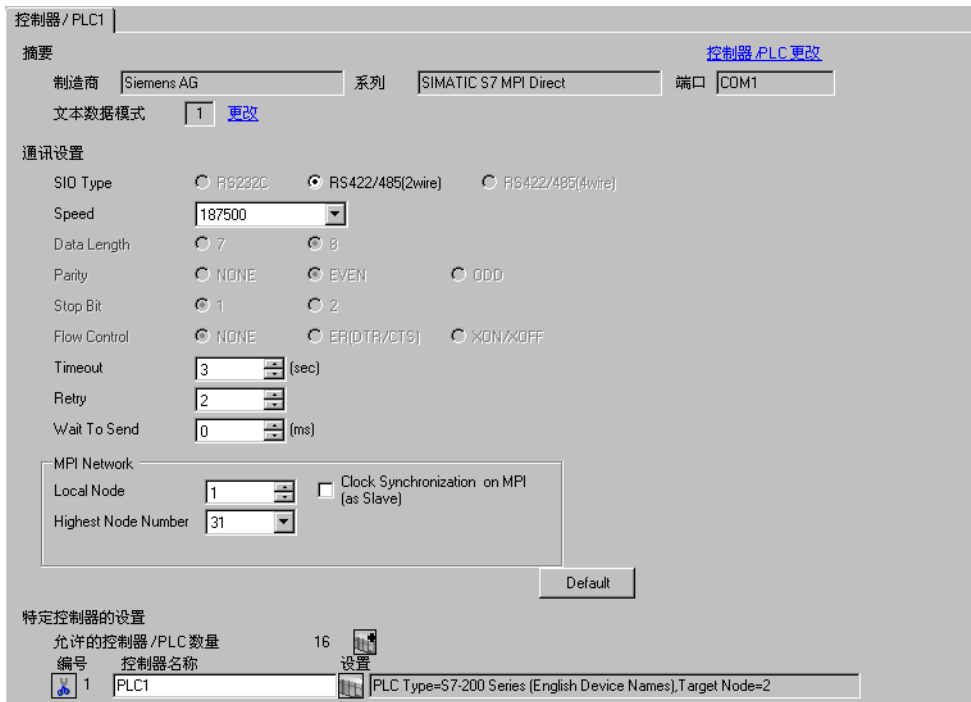 控制器/PLC1
摘要 控制器/PLC更改
制造商 Siemens AG 系列 SIMATIC S7 MPI Direct 端口 COM1
文本数据模式 1 更改
通讯设置
SIO Type RS232C RS422/485(2wire) RS422/485(4wire)
Speed 187500
Data Length 7 8
Parity NONE EVEN ODD
Stop Bit 1 2
Flow Control NONE ER(DTR/CTS) XON/XOFF
Timeout 3 (sec)
Retry 2
Wait To Send 0 (ms)
MPI Network
Local Node 1 Clock Synchronization on MPI
(as Slave)
Highest Node Number 31
Default
特定控制器的设置
允许的控制器/PLC数量 16
编号 控制器名称 设置
1 PLC1 PLC Type=S7-200 Series (English Device Names),Target Node=2